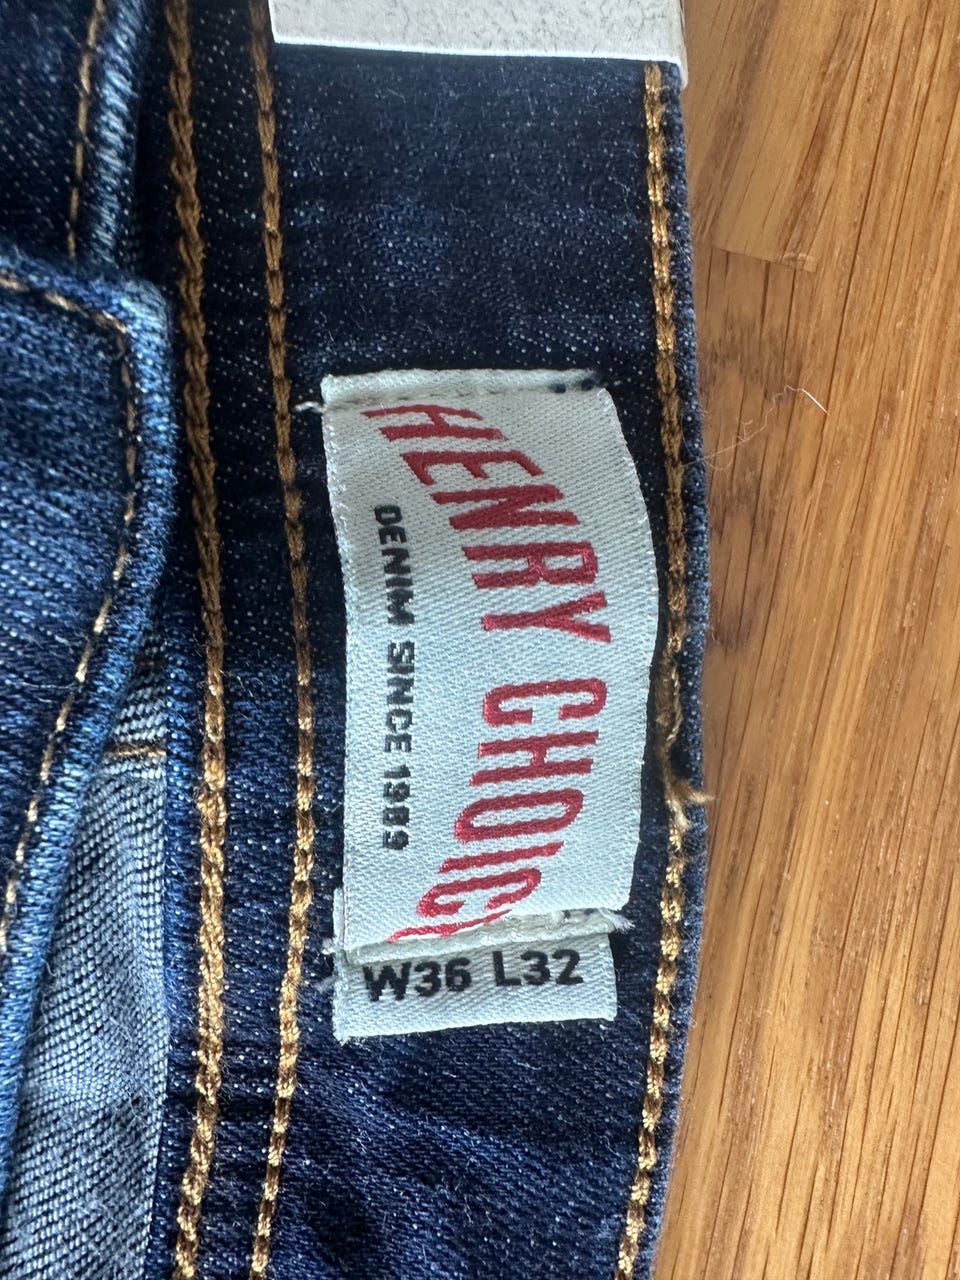 HENRY CHOIC
DENIM SINCE 1989
W36 L32